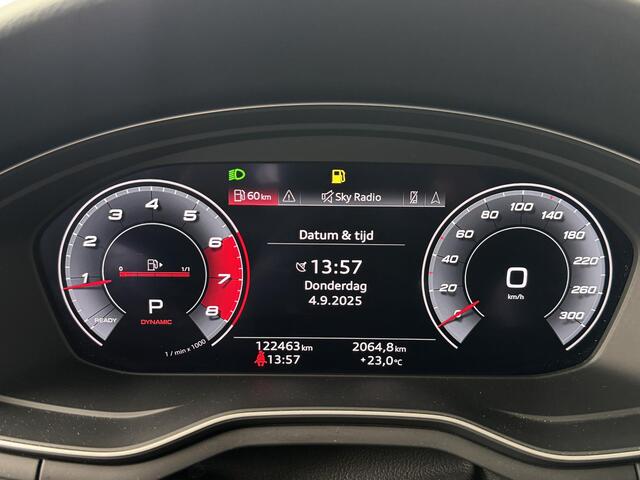 60 km Sky Radio
1 2 3 4 5 6 7 8
READY
0 1/1
P
DYNAMIC
1 / min x 1000
Datum & tijd
13:57
Donderdag
4.9.2025
122463 km 2064,8 km
13:57 +23,0 °C
0 20 40 60 80 100 140 180 220 260 300
0
km/h